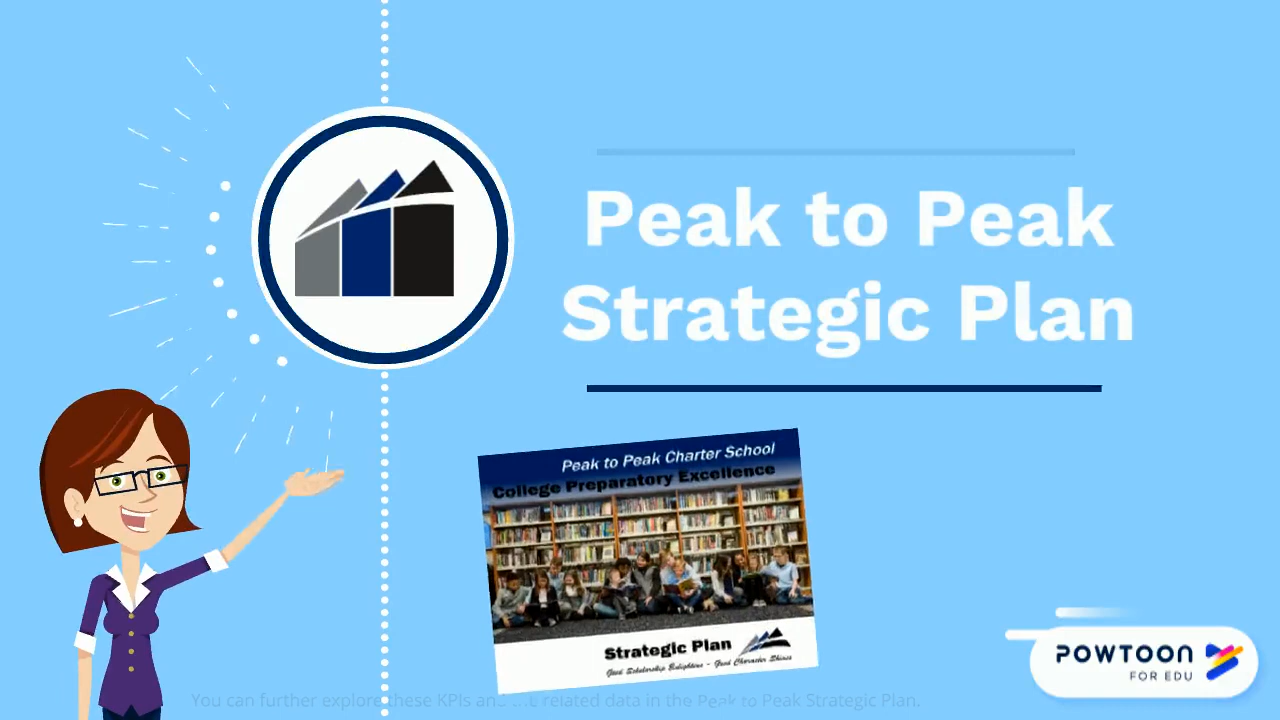 Peak to Peak
Strategic Plan
Peak to Peak Charter School
College Preparatory Excellence
Strategic Plan
Good Scholarship Enlightens ~ Good Character Shines
POWTOON
FOR EDU
You can further explore these KPIs and related data in the Peak to Peak Strategic Plan.